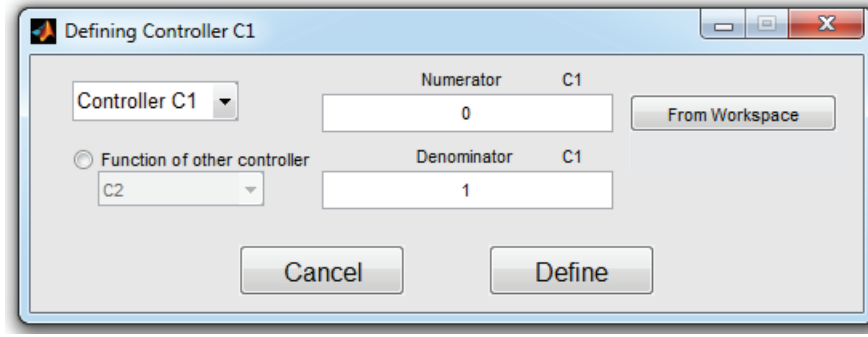 Defining Controller C1
Numerator C1
Controller C1
0
From Workspace
Function of other controller
Denominator C1
C2
1
Cancel
Define